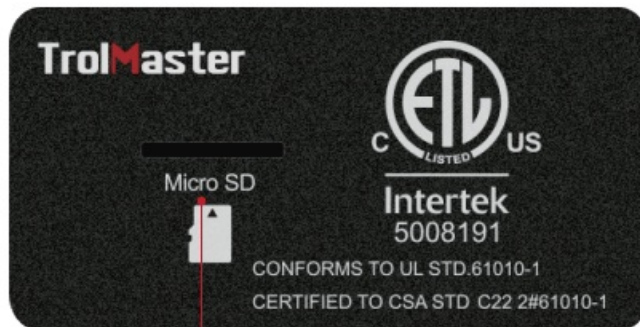 TrolMaster
ETL
C US
LISTED
Micro SD
Intertek
5008191
CONFORMS TO UL STD.61010-1
CERTIFIED TO CSA STD C22 2#61010-1